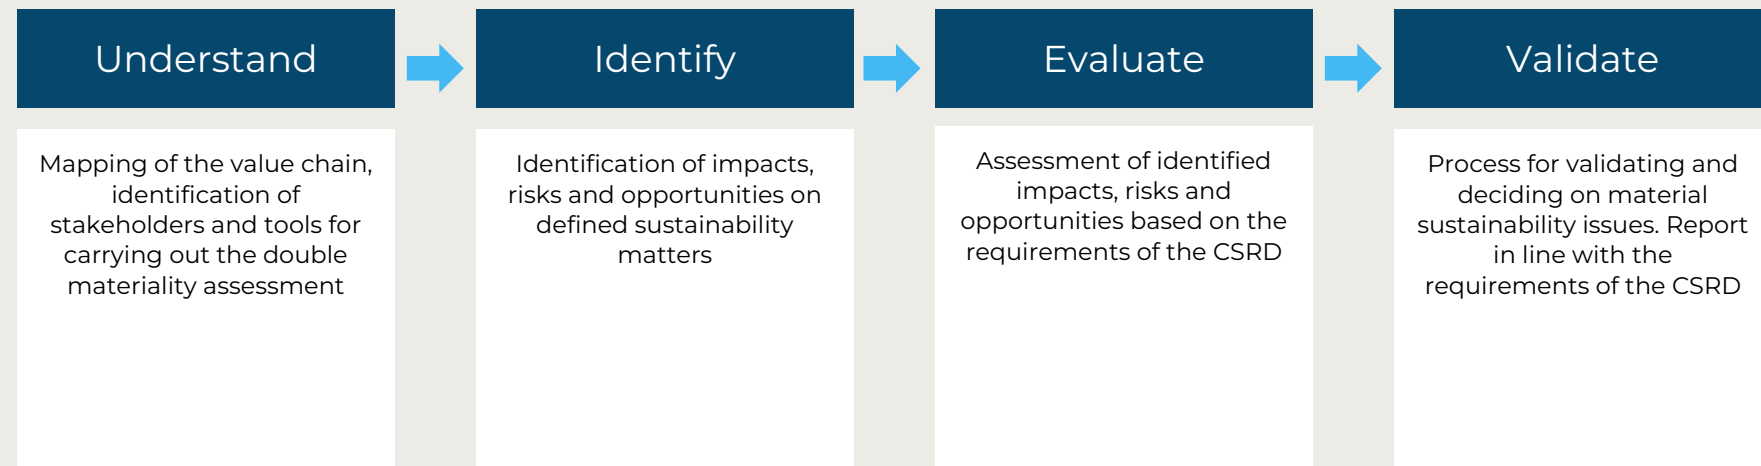 Understand
Identify
Evaluate
Validate
Mapping of the value chain,
identification of
stakeholders and tools for
carrying out the double
materiality assessment
Identification of impacts,
risks and opportunities on
defined sustainability
matters
Assessment of identified
impacts, risks and
opportunities based on the
requirements of the CSRD
Process for validating and
deciding on material
sustainability issues. Report
in line with the
requirements of the CSRD